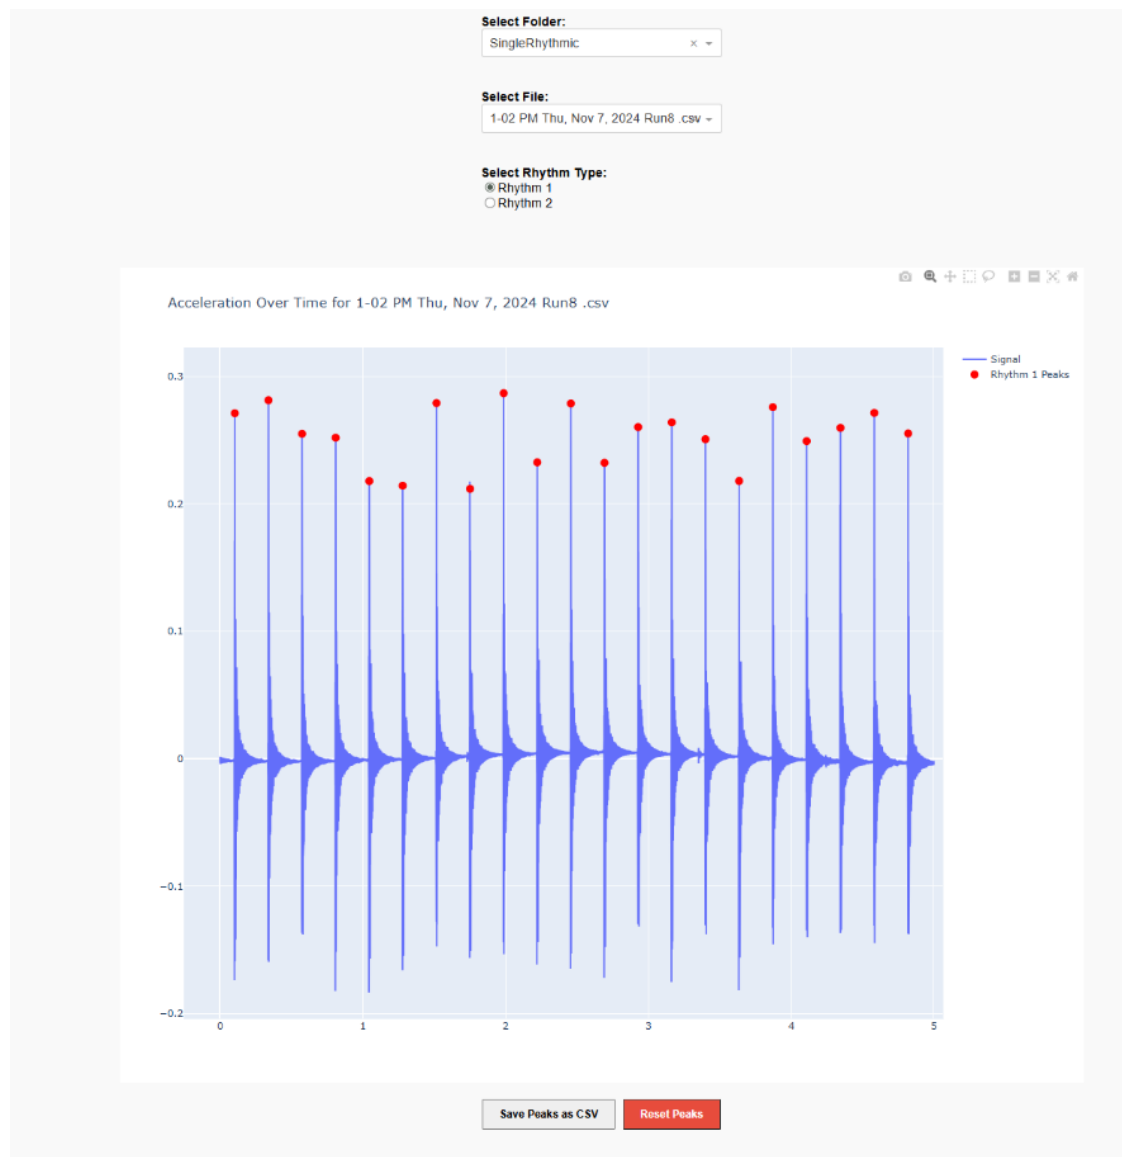 Select Folder:
SingleRhythmic
Select File:
1-02 PM Thu, Nov 7, 2024 Run8 .csv
Select Rhythm Type:
Rhythm 1
Rhythm 2
Acceleration Over Time for 1-02 PM Thu, Nov 7, 2024 Run8 .csv
Signal
Rhythm 1 Peaks
0.3
0.2
0.1
0
−0.1
−0.2
0 1 2 3 4 5
Save Peaks as CSV Reset Peaks